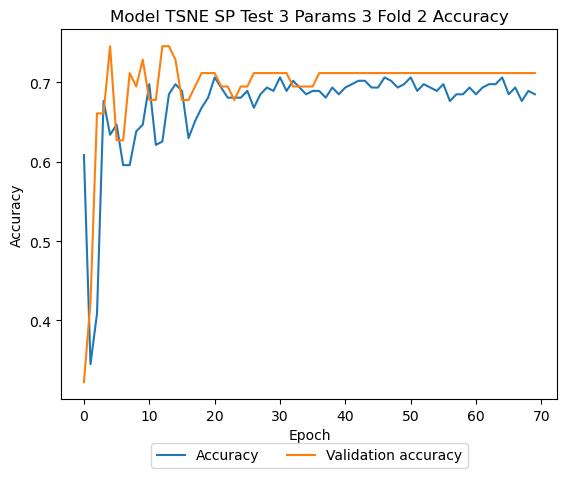 Model TSNE SP Test 3 Params 3 Fold 2 Accuracy
0.7
0.6
0.5
0.4
Accuracy
0 10 20 30 40 50 60 70
Epoch
Accuracy Validation accuracy